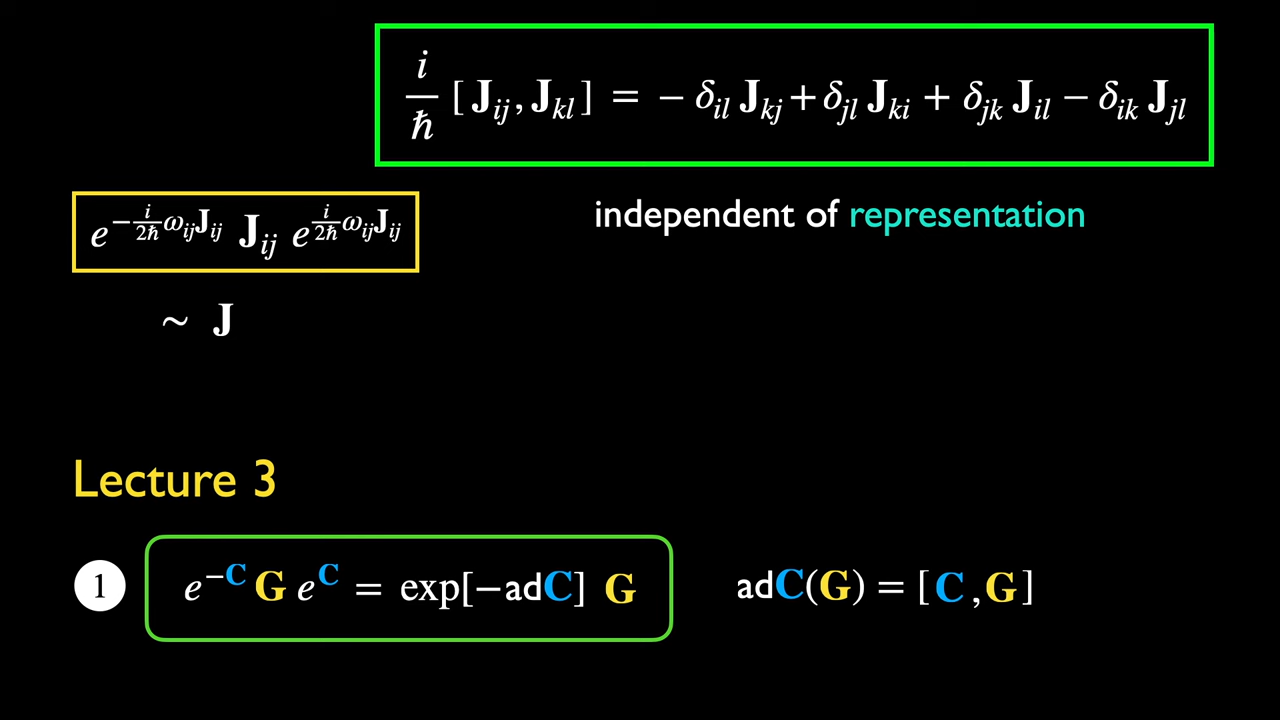 i/ħ [ J_ij , J_kl ] = − δ_il J_kj + δ_jl J_ki + δ_jk J_il − δ_ik J_jl
e^{−i/2ħ ω_ij J_ij} J_ij e^{i/2ħ ω_ij J_ij}
independent of representation
~ J
Lecture 3
1 e^{−C} G e^{C} = exp[−adC] G adC(G) = [ C , G ]